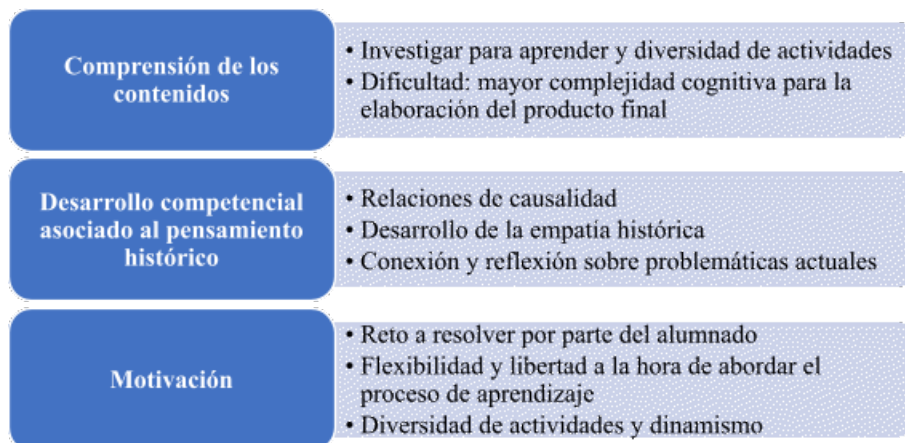 Comprensión de los
contenidos
• Investigar para aprender y diversidad de actividades
• Dificultad: mayor complejidad cognitiva para la
elaboración del producto final
Desarrollo competencial
asociado al pensamiento
histórico
• Relaciones de causalidad
• Desarrollo de la empatía histórica
• Conexión y reflexión sobre problemáticas actuales
Motivación
• Reto a resolver por parte del alumnado
• Flexibilidad y libertad a la hora de abordar el
proceso de aprendizaje
• Diversidad de actividades y dinamismo